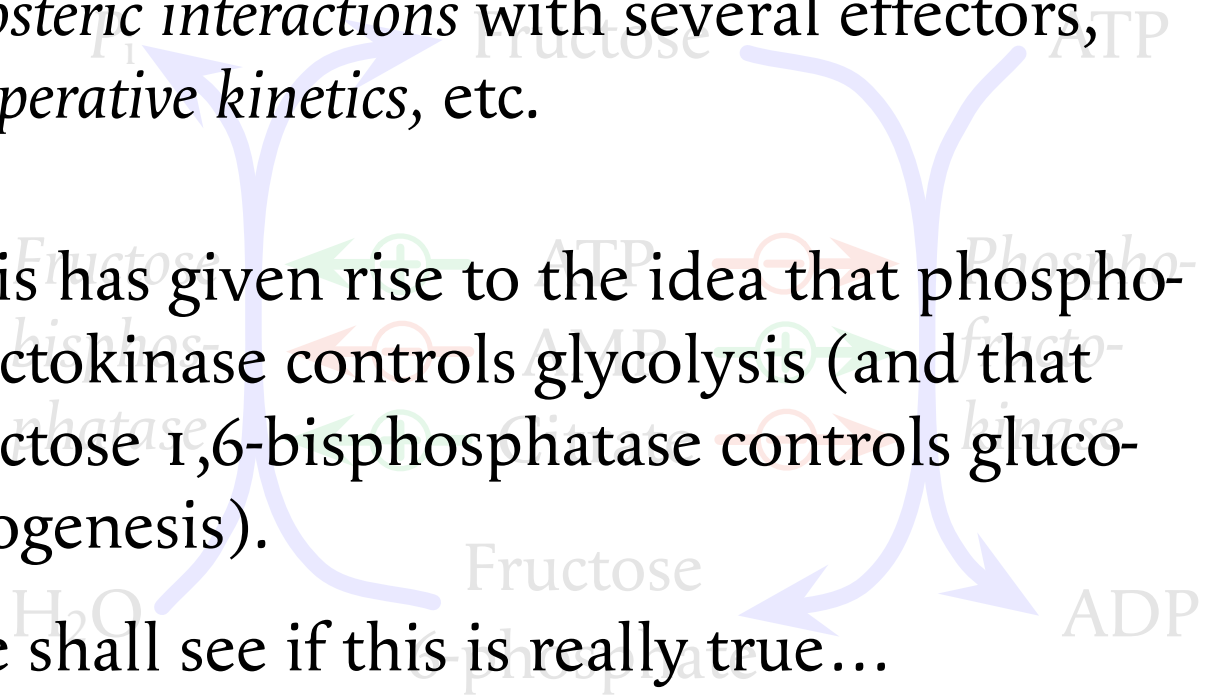 osteric interactions with several effectors,
perative kinetics, etc.
is has given rise to the idea that phospho-
ctokinase controls glycolysis (and that
ctose 1,6-bisphosphatase controls gluco-
ogenesis).
e shall see if this is really true…
Pi
Fructose
ATP
Fructose
bisphos-
phatase
ATP
AMP
Citrate
Phospho-
fructo-
kinase
H2O
Fructose
6-phosphate
ADP